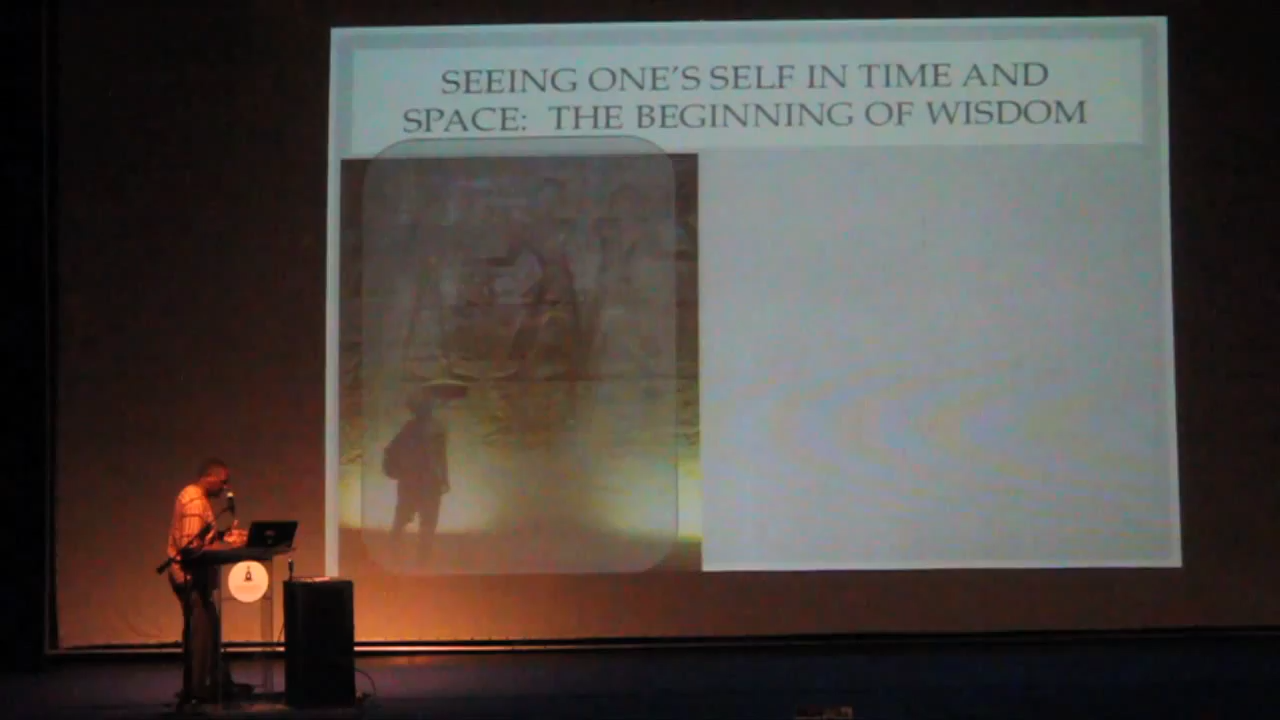 SEEING ONE'S SELF IN TIME AND
SPACE: THE BEGINNING OF WISDOM